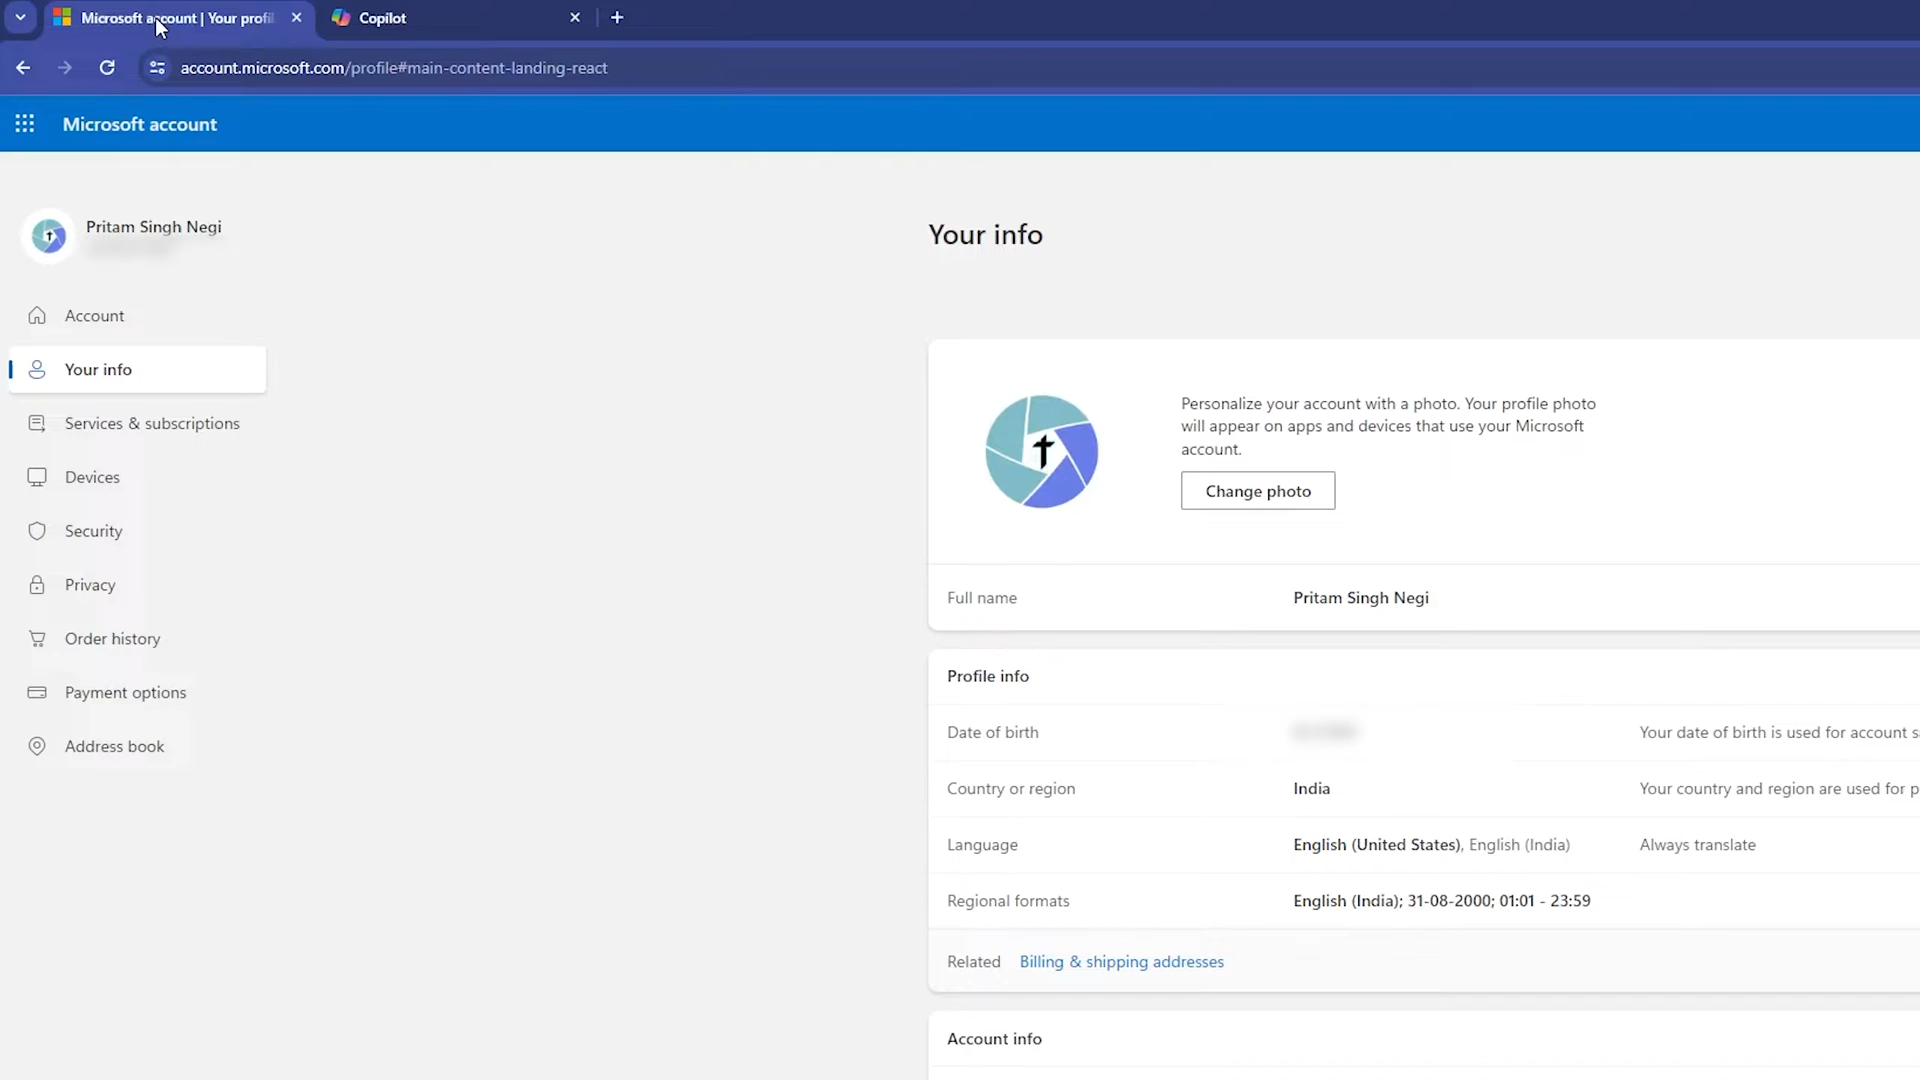 Microsoft account | Your profil
Copilot
account.microsoft.com/profile#main-content-landing-react
Microsoft account
Pritam Singh Negi
Account
Your info
Services & subscriptions
Devices
Security
Privacy
Order history
Payment options
Address book
Your info
Personalize your account with a photo. Your profile photo
will appear on apps and devices that use your Microsoft
account.
Change photo
Full name Pritam Singh Negi
Profile info
Date of birth Your date of birth is used for account s
Country or region India Your country and region are used for p
Language English (United States), English (India) Always translate
Regional formats English (India); 31-08-2000; 01:01 - 23:59
Related Billing & shipping addresses
Account info